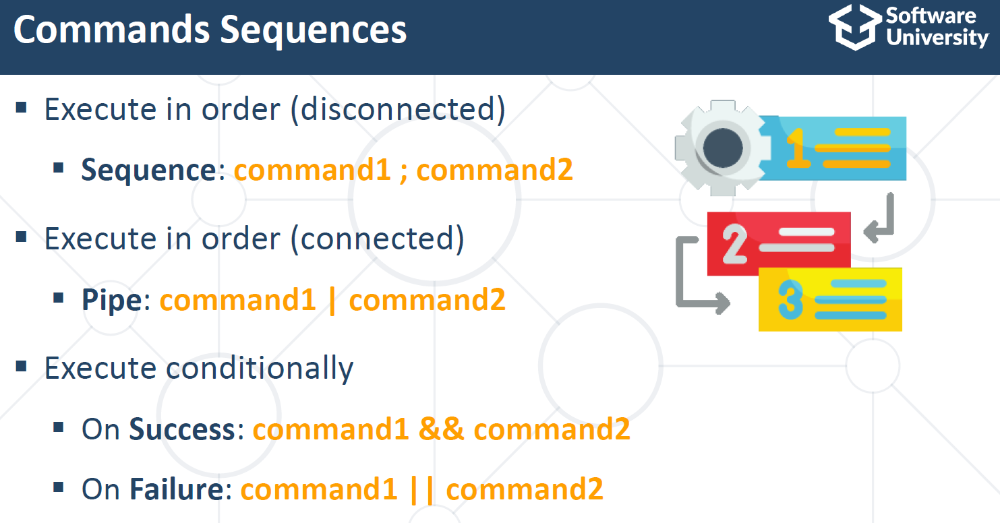 Commands Sequences
Software
University
▪ Execute in order (disconnected)
▪ Sequence: command1 ; command2
▪ Execute in order (connected)
▪ Pipe: command1 | command2
▪ Execute conditionally
▪ On Success: command1 && command2
▪ On Failure: command1 || command2
1
2
3